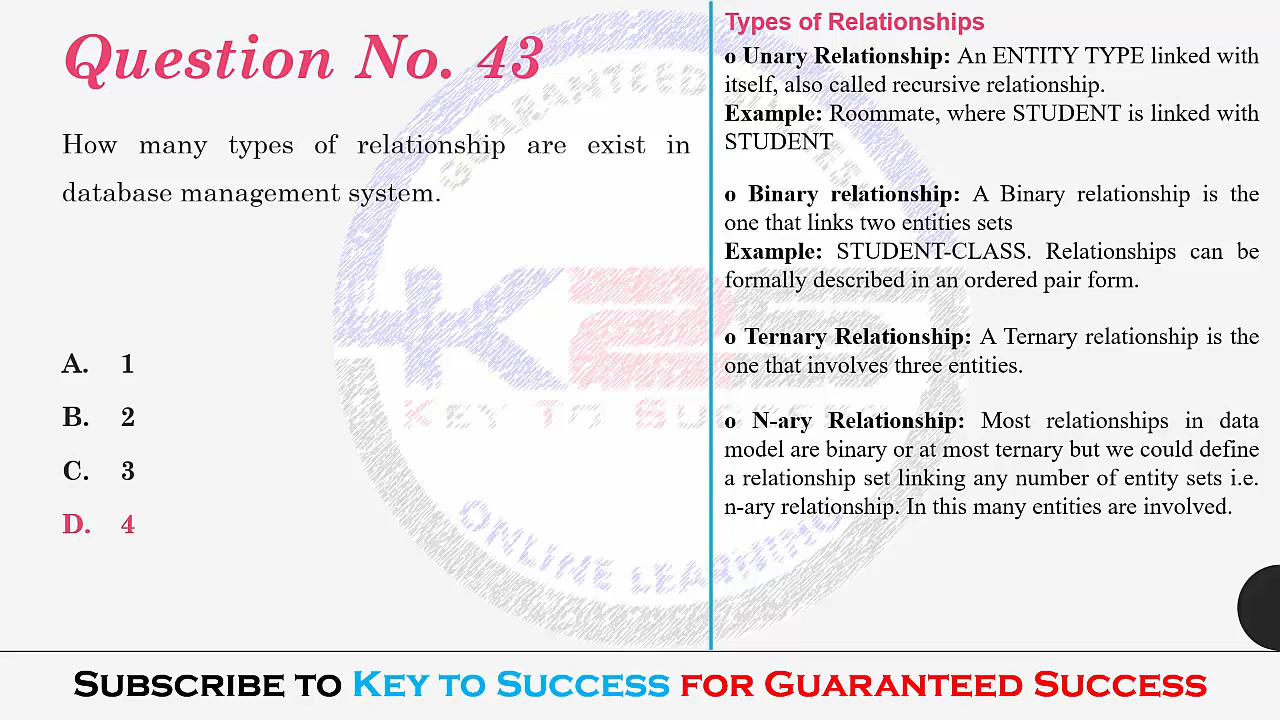 Question No. 43
How many types of relationship are exist in
database management system.
A. 1
B. 2
C. 3
D. 4
Types of Relationships
o Unary Relationship: An ENTITY TYPE linked with
itself, also called recursive relationship.
Example: Roommate, where STUDENT is linked with
STUDENT
o Binary relationship: A Binary relationship is the
one that links two entities sets
Example: STUDENT-CLASS. Relationships can be
formally described in an ordered pair form.
o Ternary Relationship: A Ternary relationship is the
one that involves three entities.
o N-ary Relationship: Most relationships in data
model are binary or at most ternary but we could define
a relationship set linking any number of entity sets i.e.
n-ary relationship. In this many entities are involved.
K2S
KEY TO SUCCESS
ONLINE LEARNING
SUBSCRIBE TO KEY TO SUCCESS FOR GUARANTEED SUCCESS